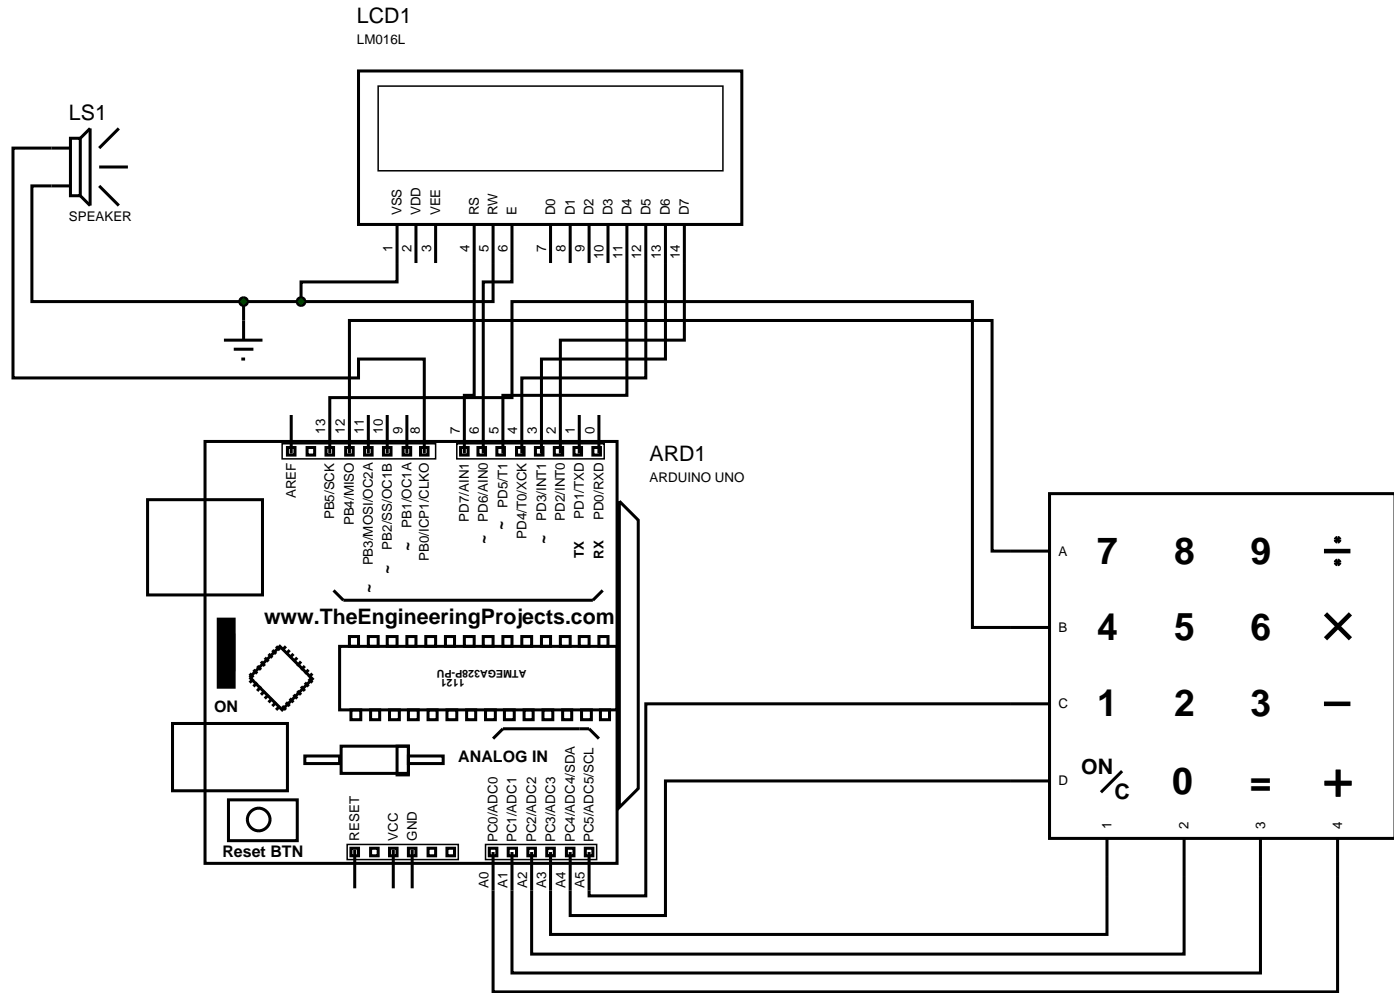 LCD1
LM016L
LS1
SPEAKER
VSS
VDD
VEE
RS
RW
E
D0
D1
D2
D3
D4
D5
D6
D7
1
2
3
4
5
6
7
8
9
10
11
12
13
14
13
12
11
10
9
8
7
6
5
4
3
2
1
0
ARD1
ARDUINO UNO
AREF
PB5/SCK
PB4/MISO
PB3/MOSI/OC2A
~
PB2/SS/OC1B
~
PB1/OC1A
~
PB0/ICP1/CLKO
PD7/AIN1
PD6/AIN0
~
PD5/T1
~
PD4/T0/XCK
PD3/INT1
~
PD2/INT0
PD1/TXD
TX
PD0/RXD
RX
www.TheEngineeringProjects.com
ATMEGA328P-PU
1121
ON
ANALOG IN
RESET
VCC
GND
PC0/ADC0
PC1/ADC1
PC2/ADC2
PC3/ADC3
PC4/ADC4/SDA
PC5/ADC5/SCL
Reset BTN
A0
A1
A2
A3
A4
A5
A 7 8 9 ÷
B 4 5 6 ×
C 1 2 3 −
D ON/C 0 = +
1 2 3 4